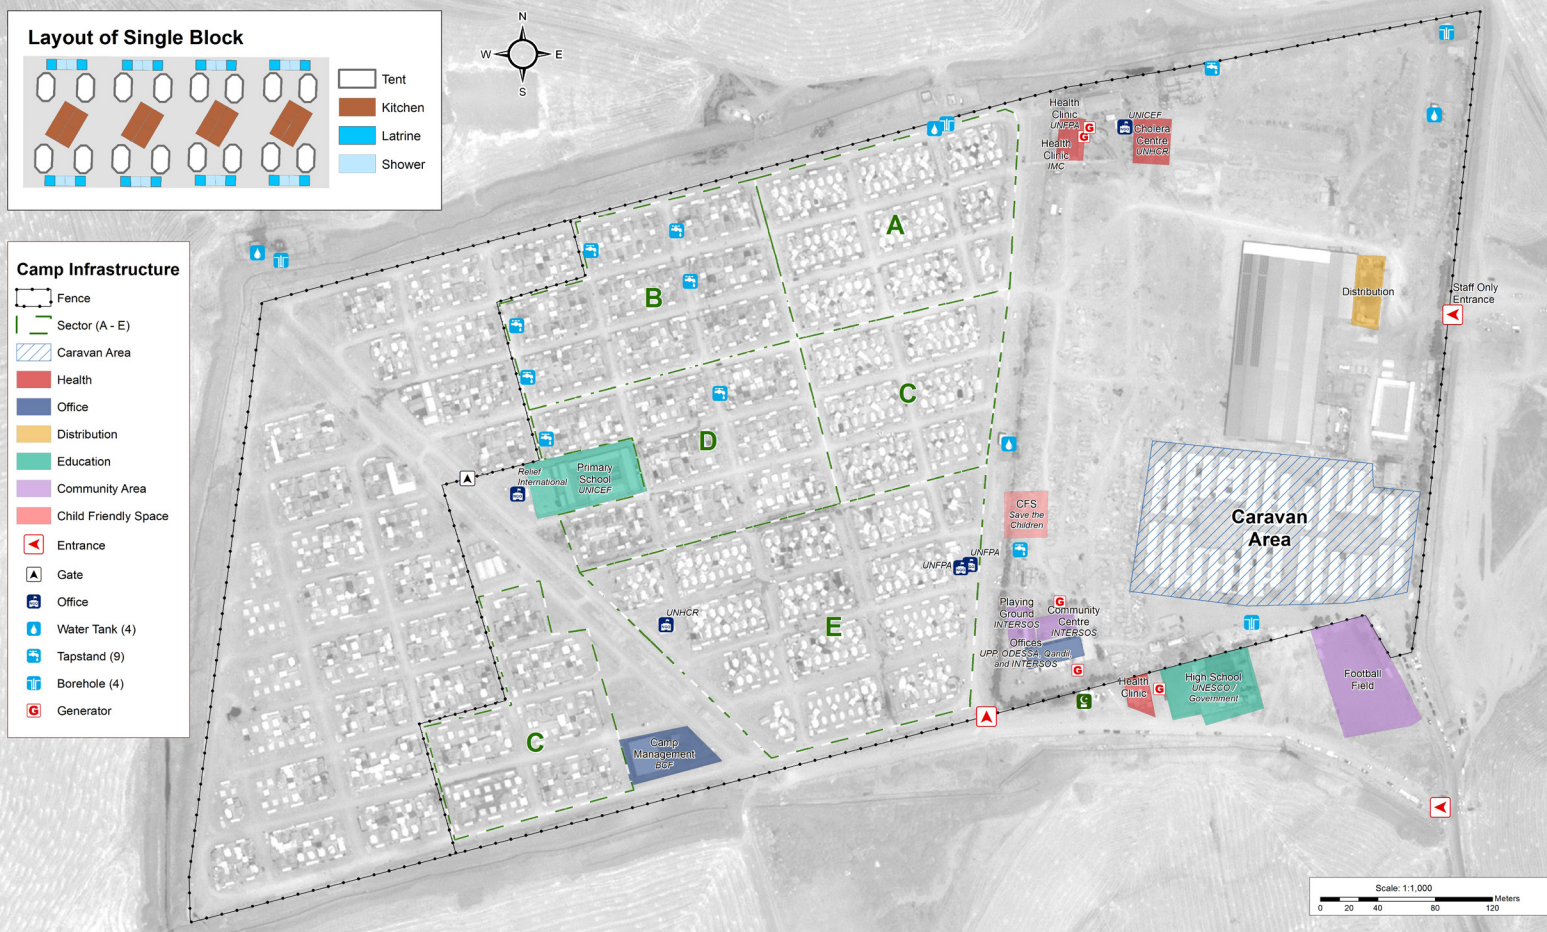 Layout of Single Block
Tent
Kitchen
Latrine
Shower
N
W
E
S
Camp Infrastructure
Fence
Sector (A - E)
Caravan Area
Health
Office
Distribution
Education
Community Area
Child Friendly Space
Entrance
Gate
Office
Water Tank (4)
Tapstand (9)
Borehole (4)
G
Generator
Health
Clinic
UNFPA
G
G
Health
Clinic
IMC
UNICEF
Cholera
Centre
UNHCR
A
B
Distribution
Staff Only
Entrance
C
D
Relief
International
Primary
School
UNICEF
CFS
Save the
Children
Caravan
Area
UNFPA
UNFPA
UNHCR
E
Playing
Ground
INTERSOS
G
Community
Centre
INTERSOS
Offices
UPP, ODESSA, Qandil,
and INTERSOS
G
Health
Clinic
G
High School
UNESCO /
Government
Football
Field
C
Camp
Management
BCF
Scale: 1:1,000
Meters
0 20 40 80 120